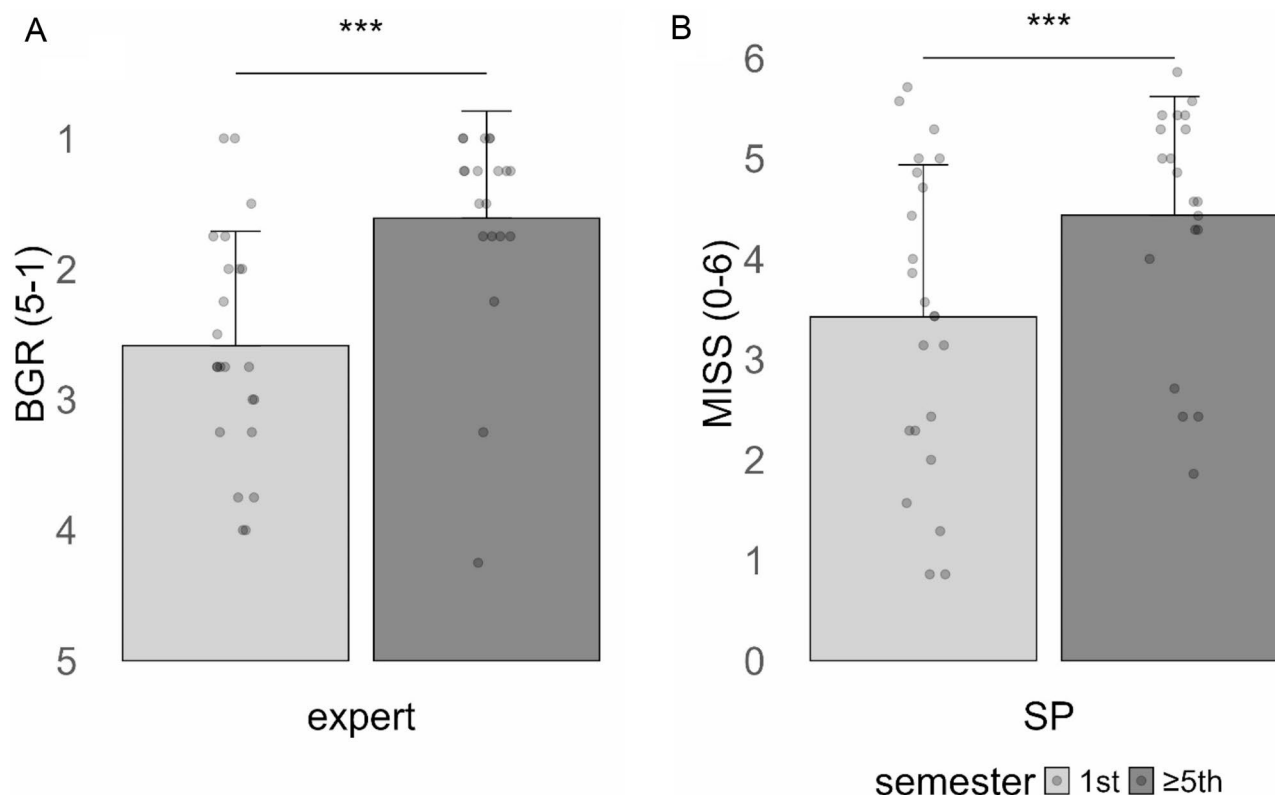 A
***
BGR (5-1)
1
2
3
4
5
expert
B
***
MISS (0-6)
6
5
4
3
2
1
0
SP
semester 1st ≥5th